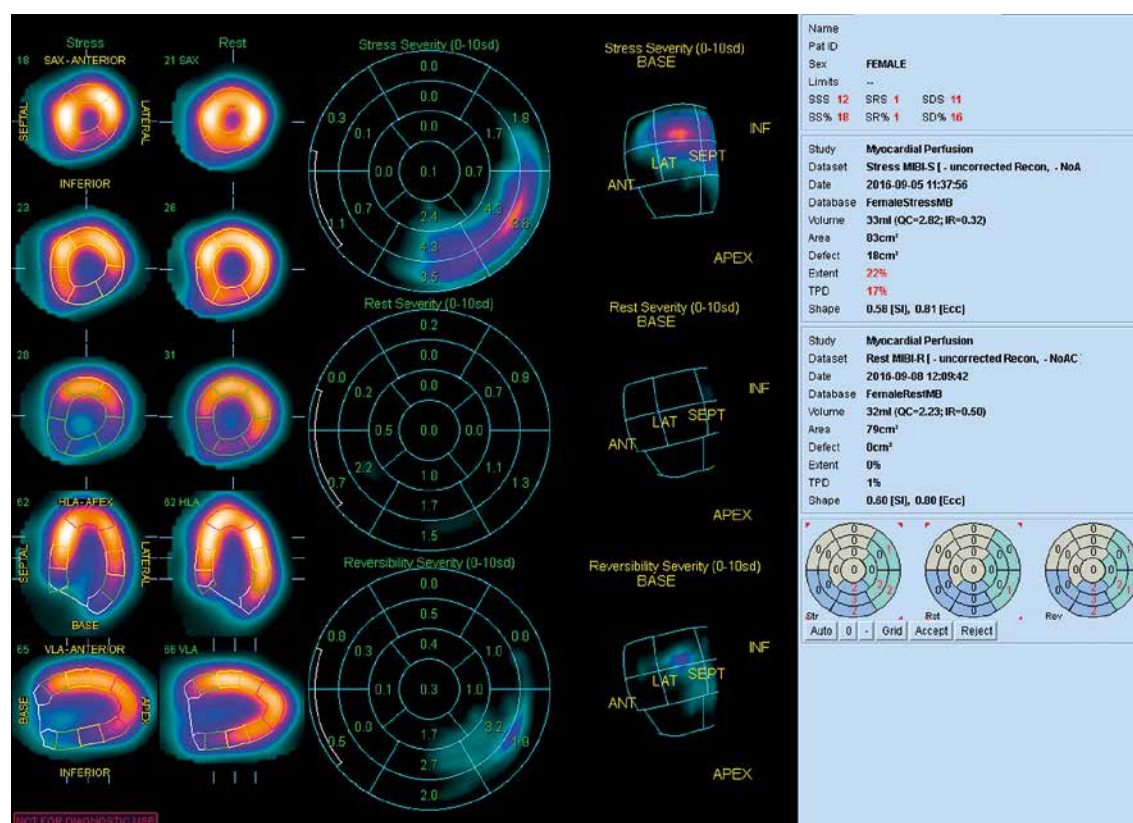 Stress
Rest
18
SAX-ANTERIOR
21 SAX
SEPTAL
LATERAL
INFERIOR
23
26
28
31
62
HLA-APEX
62 HLA
SEPTAL
LATERAL
BASE
65
VLA-ANTERIOR
66 VLA
BASE
APEX
INFERIOR
NOT FOR DIAGNOSTIC USE
Stress Severity (0-10sd)
0.0
0.0
0.0
0.3
0.1
1.7
1.8
0.0
0.1
0.7
1.1
0.7
2.4
4.3
3.8
4.3
3.5
Rest Severity (0-10sd)
0.2
0.0
0.0
0.0
0.2
0.7
0.9
0.5
0.0
0.0
0.7
2.2
1.0
1.1
1.3
1.7
1.5
Reversibility Severity (0-10sd)
0.0
0.5
0.4
0.8
0.4
1.0
0.8
0.1
0.3
1.0
0.5
0.0
3.2
1.9
2.7
2.0
Stress Severity (0-10sd)
BASE
INF
LAT
SEPT
ANT
APEX
Rest Severity (0-10sd)
BASE
INF
LAT
SEPT
ANT
APEX
Reversibility Severity (0-10sd)
BASE
INF
LAT
SEPT
ANT
APEX
Name
Pat ID
Sex FEMALE
Limits --
SSS 12 SRS 1 SDS 11
SS% 18 SR% 1 SD% 16
Study Myocardial Perfusion
Dataset Stress MIBI-S [ - uncorrected Recon, - NoA
Date 2016-09-05 11:37:56
Database FemaleStressMB
Volume 33ml (QC=2.82; IR=0.32)
Area 83cm²
Defect 18cm²
Extent 22%
TPD 17%
Shape 0.58 [SI], 0.81 [Ecc]
Study Myocardial Perfusion
Dataset Rest MIBI-R [ - uncorrected Recon, - NoAC
Date 2016-09-08 12:09:42
Database FemaleRestMB
Volume 32ml (QC=2.23; IR=0.50)
Area 79cm²
Defect 0cm²
Extent 0%
TPD 1%
Shape 0.60 [SI], 0.80 [Ecc]
Str
Rst
Rev
Auto 0 - Grid Accept Reject